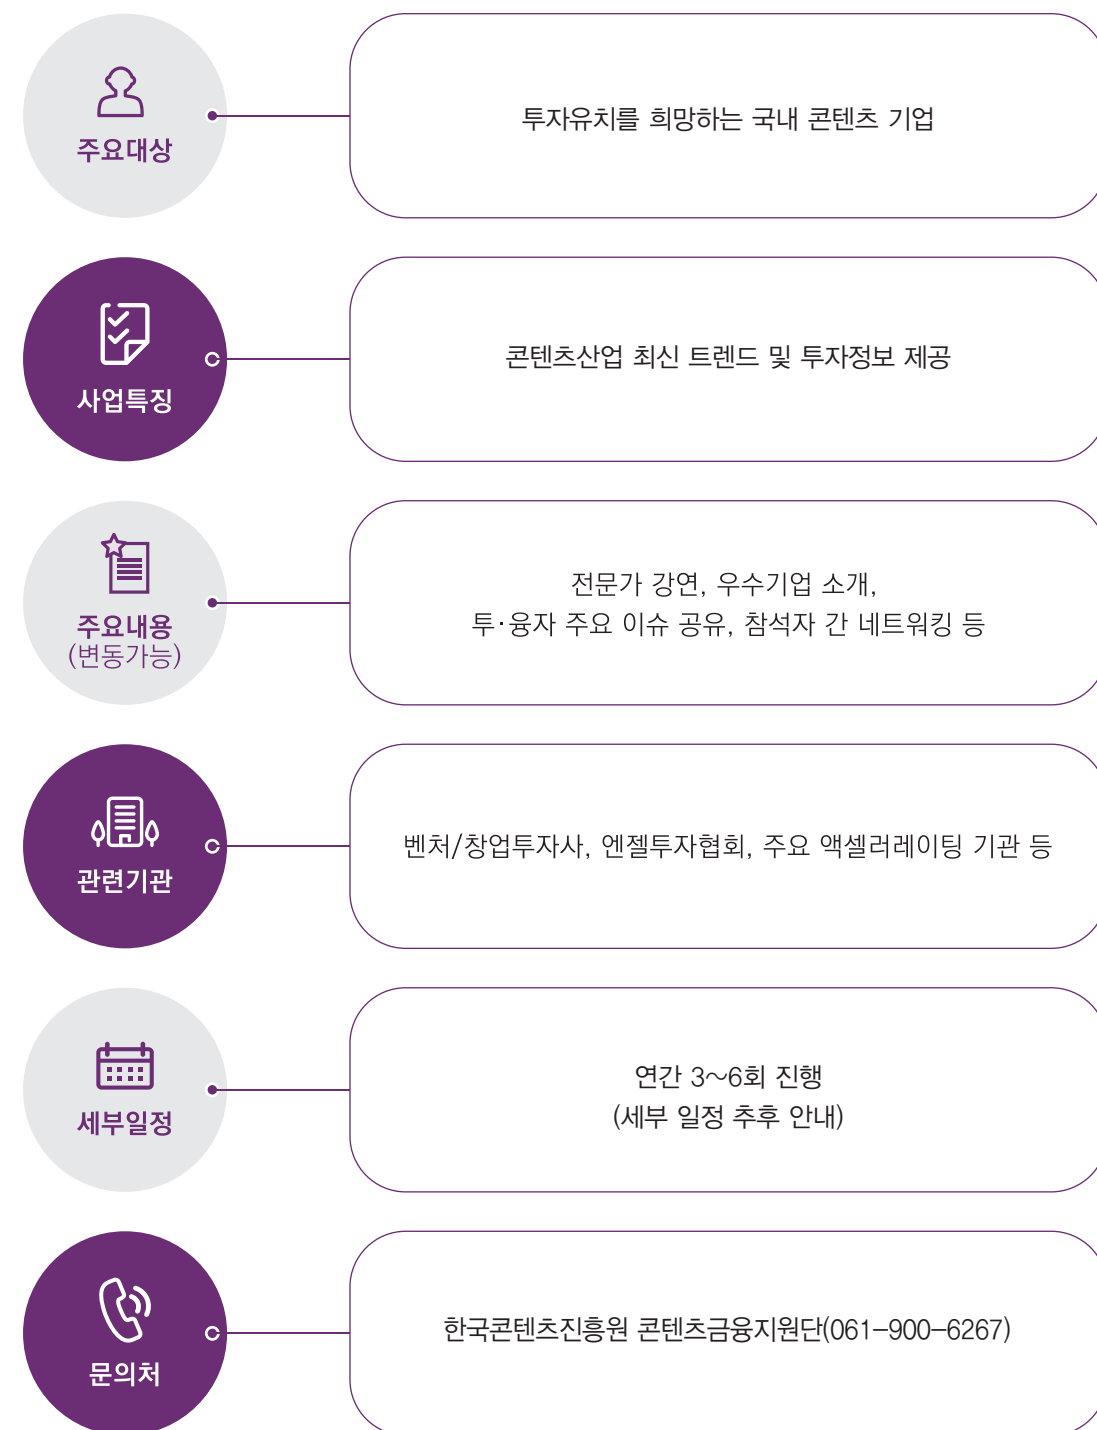 주요대상
투자유치를 희망하는 국내 콘텐츠 기업
사업특징
콘텐츠산업 최신 트렌드 및 투자정보 제공
주요내용
(변동가능)
전문가 강연, 우수기업 소개,
투·융자 주요 이슈 공유, 참석자 간 네트워킹 등
관련기관
벤처/창업투자사, 엔젤투자협회, 주요 액셀러레이팅 기관 등
세부일정
연간 3~6회 진행
(세부 일정 추후 안내)
문의처
한국콘텐츠진흥원 콘텐츠금융지원단(061-900-6267)